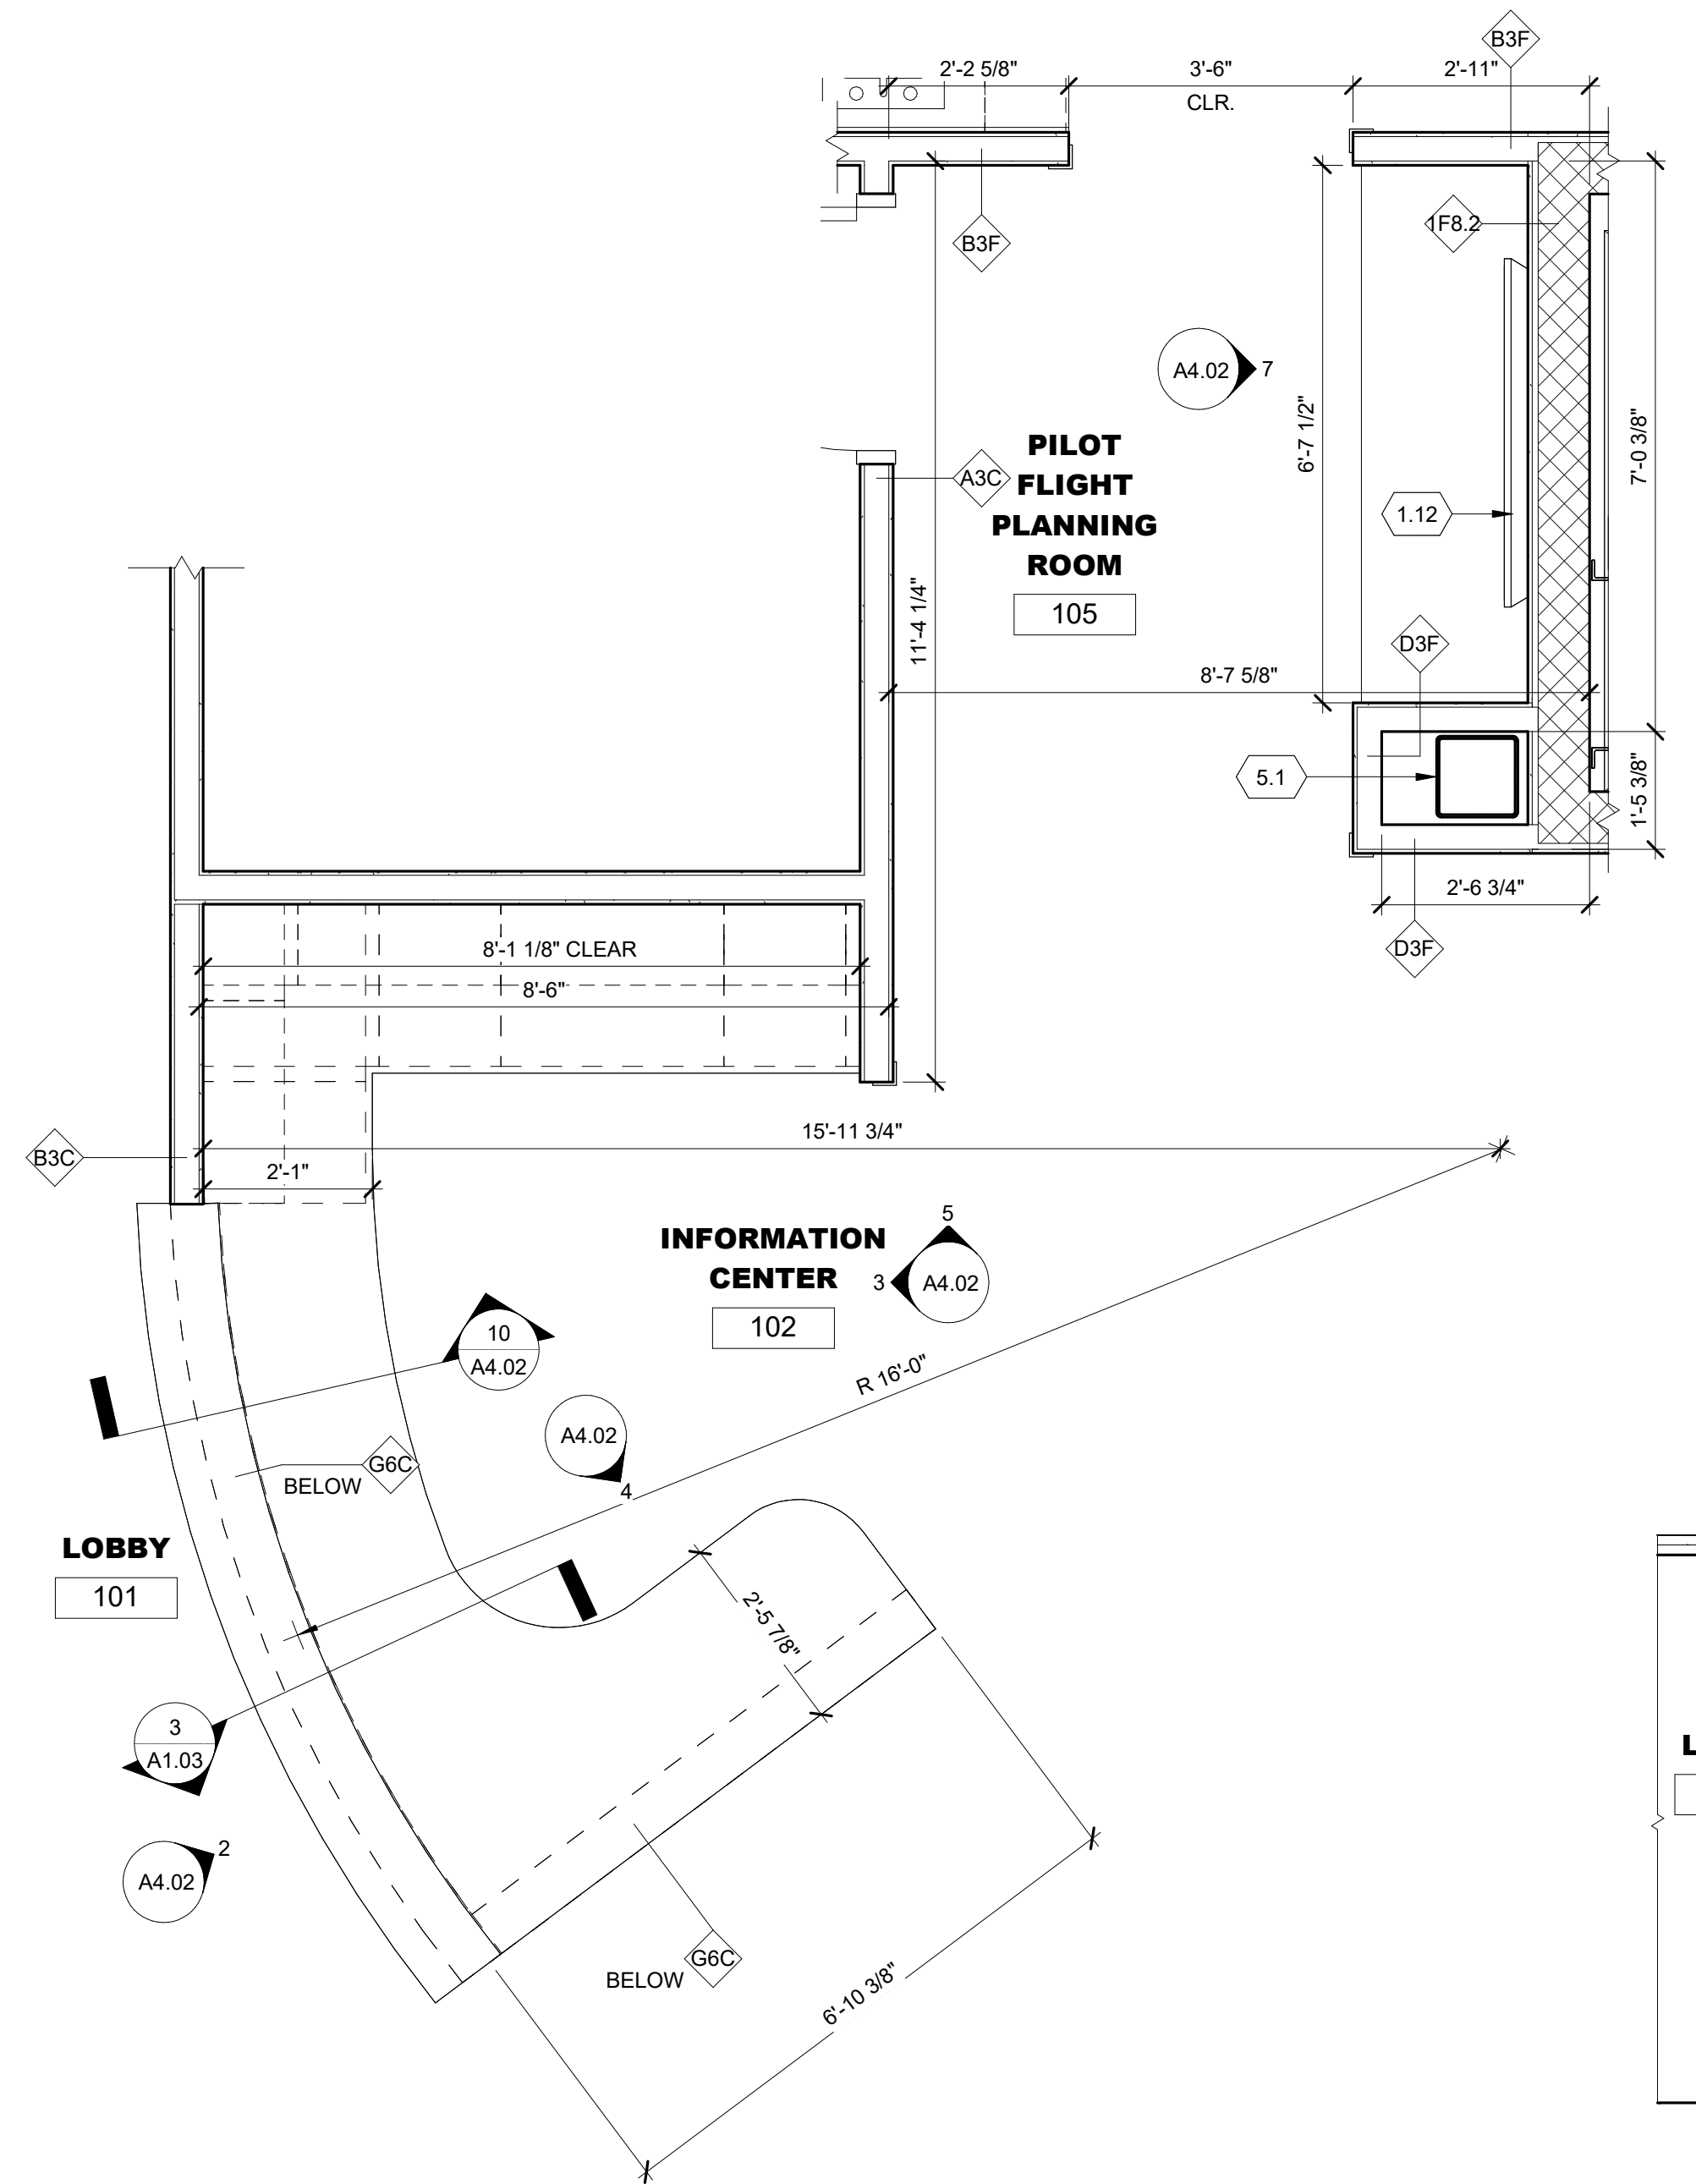 B3F
2'-2 5/8"
3'-6"
2'-11"
CLR.
1F8.2
B3F
A4.02
7
6'-7 1/2"
7'-0 3/8"
PILOT
FLIGHT
PLANNING
ROOM
105
A3C
1.12
11'-4 1/4"
D3F
8'-7 5/8"
5.1
1'-5 3/8"
2'-6 3/4"
D3F
8'-1 1/8" CLEAR
8'-6"
15'-11 3/4"
B3C
2'-1"
INFORMATION
CENTER
102
5
3
A4.02
10
A4.02
R 16'-0"
A4.02
4
G6C
BELOW
LOBBY
101
2'-5 7/8"
3
A1.03
2
A4.02
G6C
BELOW
6'-10 3/8"